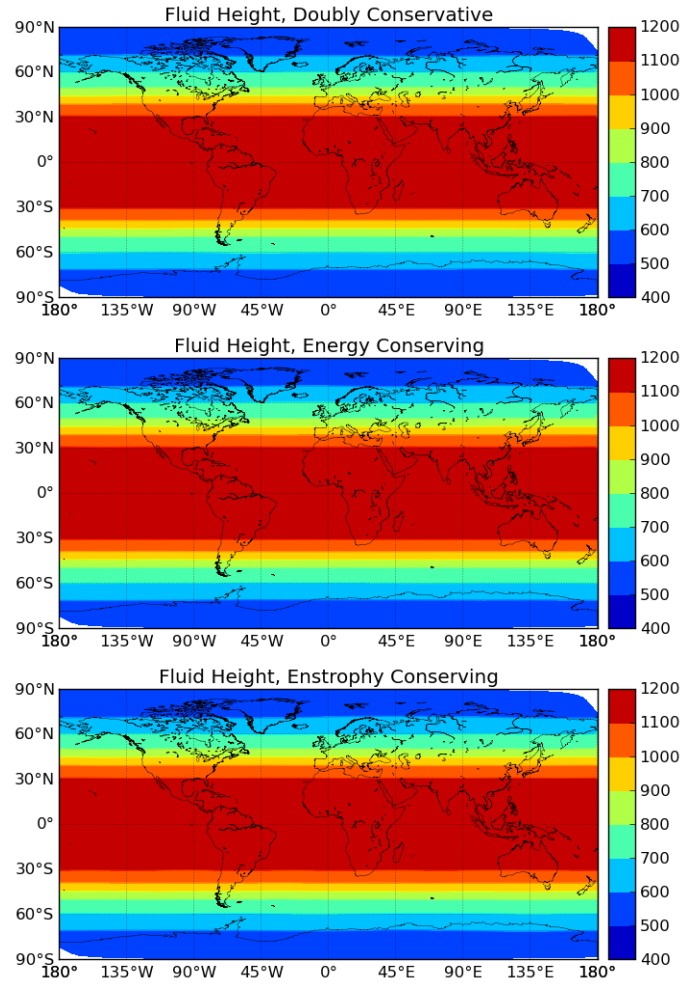 Fluid Height, Doubly Conservative
90°N
60°N
30°N
0°
30°S
60°S
90°S
180° 135°W 90°W 45°W 0° 45°E 90°E 135°E 180°
1200
1100
1000
900
800
700
600
500
400
Fluid Height, Energy Conserving
90°N
60°N
30°N
0°
30°S
60°S
90°S
180° 135°W 90°W 45°W 0° 45°E 90°E 135°E 180°
1200
1100
1000
900
800
700
600
500
400
Fluid Height, Enstrophy Conserving
90°N
60°N
30°N
0°
30°S
60°S
90°S
180° 135°W 90°W 45°W 0° 45°E 90°E 135°E 180°
1200
1100
1000
900
800
700
600
500
400